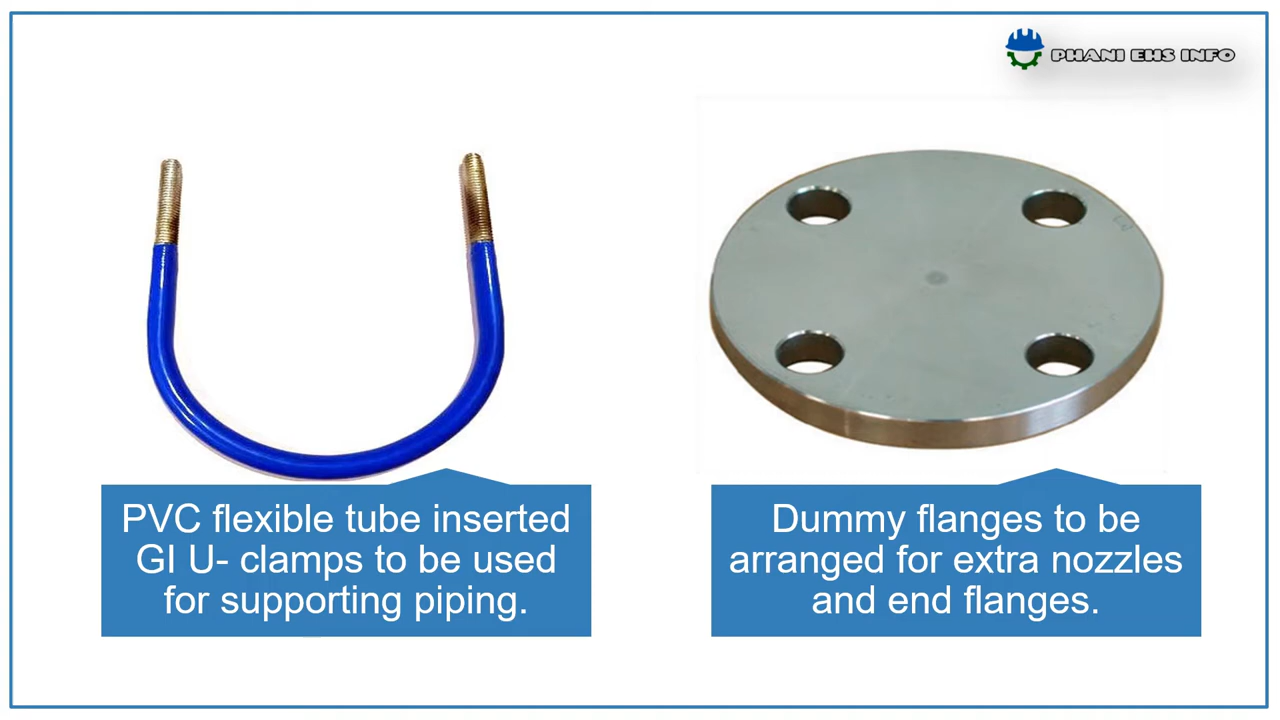 PHANI EHS INFO
PVC flexible tube inserted
GI U- clamps to be used
for supporting piping.
Dummy flanges to be
arranged for extra nozzles
and end flanges.